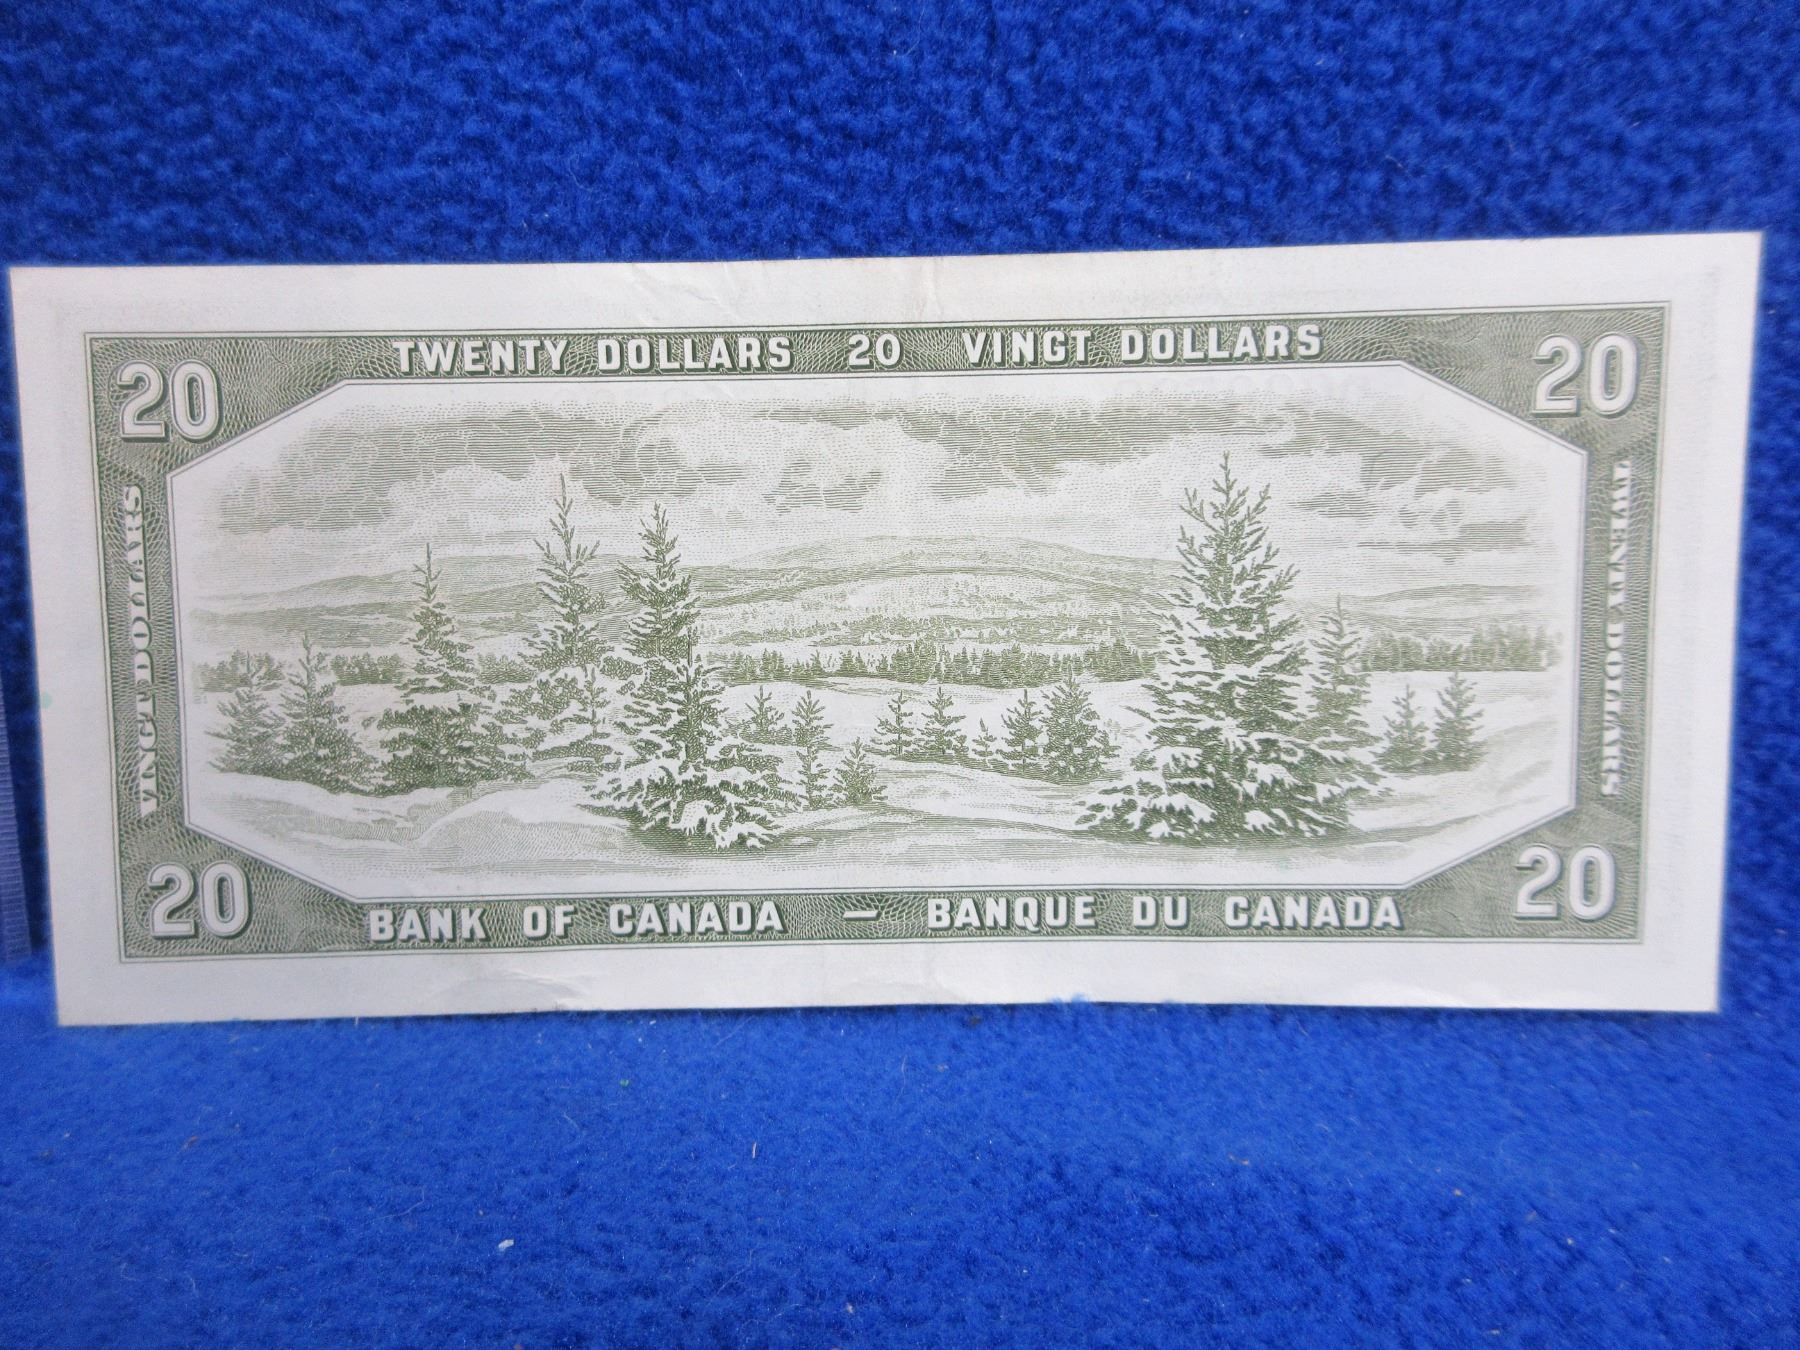 TWENTY DOLLARS 20 VINGT DOLLARS
20
20
VINGT DOLLARS
TWENTY DOLLARS
20
20
BANK OF CANADA — BANQUE DU CANADA